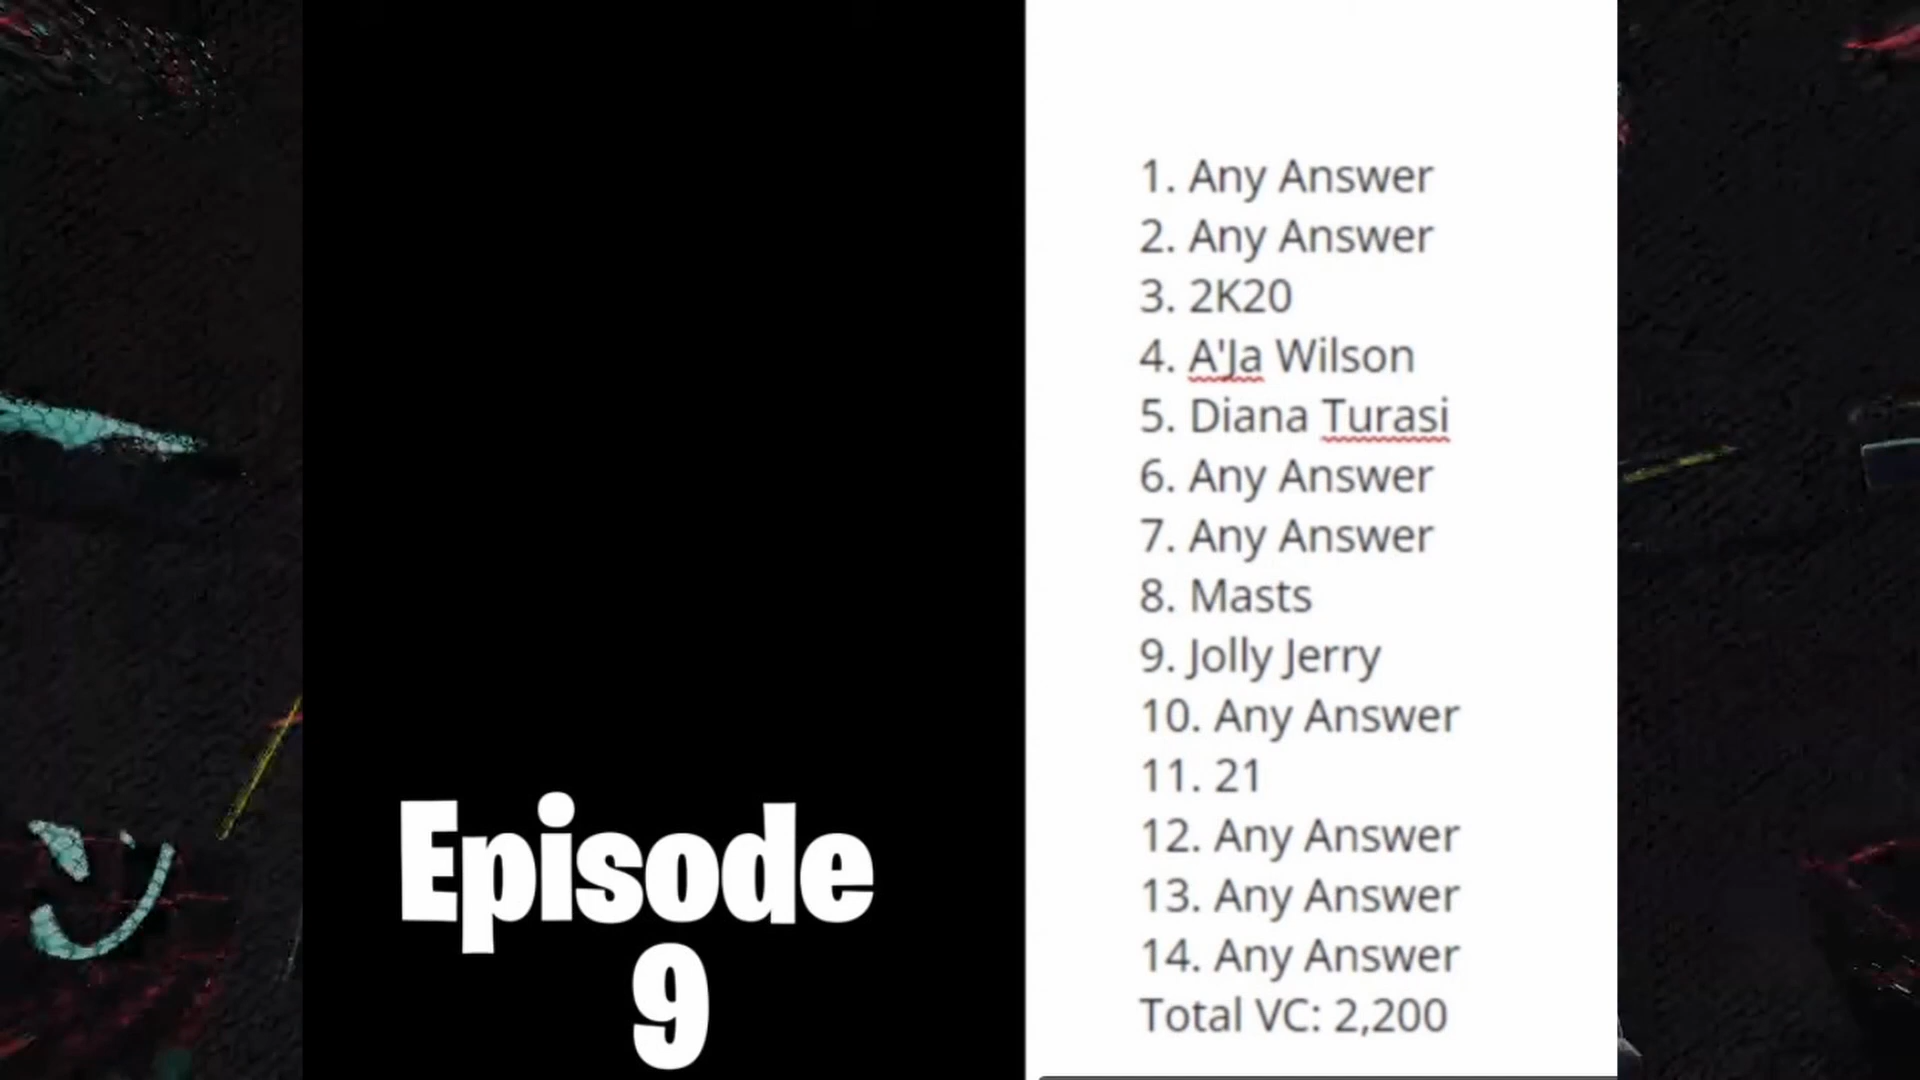 1. Any Answer
2. Any Answer
3. 2K20
4. A'Ja Wilson
5. Diana Turasi
6. Any Answer
7. Any Answer
8. Masts
9. Jolly Jerry
10. Any Answer
11. 21
12. Any Answer
13. Any Answer
14. Any Answer
Total VC: 2,200
Episode
9